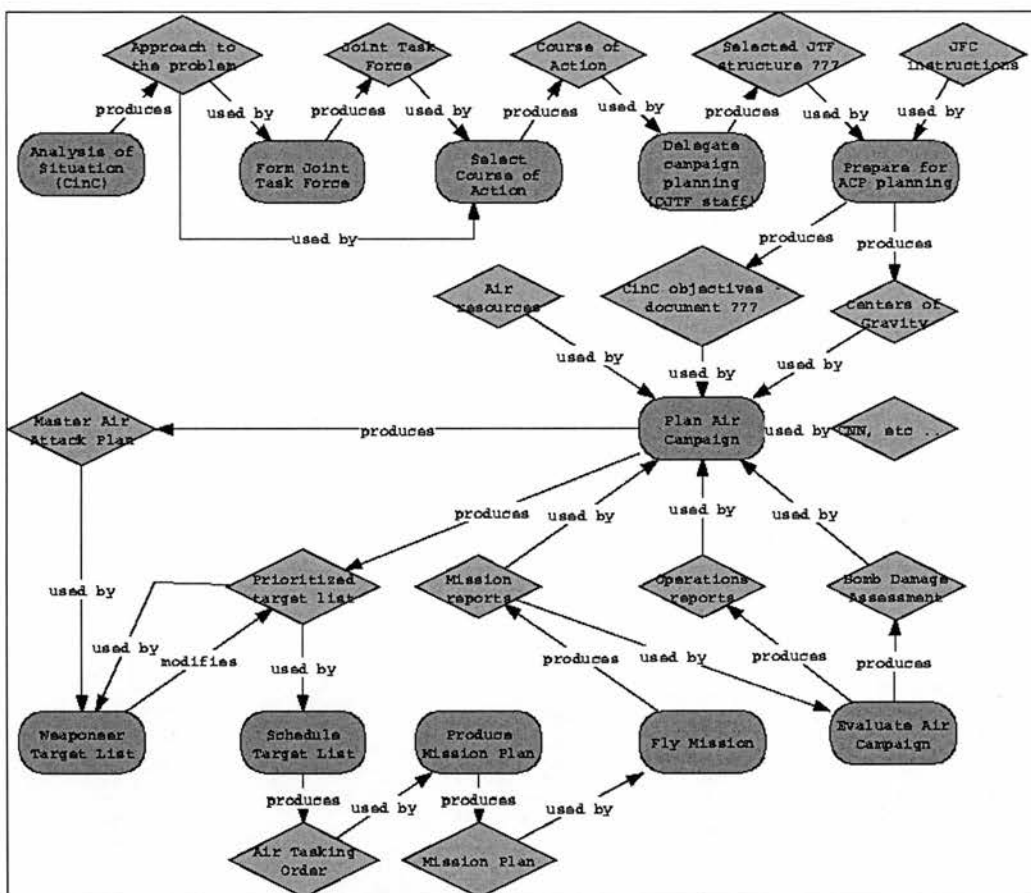 Approach to
the problem
Joint Task
Force
Course of
Action
Selected JTF
structure ???
JFC
instructions
produces
used by
produces
used by
produces
used by
produces
used by
used by
Analysis of
Situation
(CinC)
Form Joint
Task Force
Select
Course of
Action
Delegate
campaign
planning
(CJTF staff)
Prepare for
ACP planning
used by
produces
produces
Air
resources
CinC objectives -
document ???
Centers of
Gravity
used by
used by
used by
Master Air
Attack Plan
produces
Plan Air
Campaign
used by
CNN, etc ..
produces
used by
used by
used by
used by
Prioritized
target list
Mission
reports
Operations
reports
Bomb Damage
Assessment
used by
modifies
used by
produces
used by
produces
produces
Weaponeer
Target List
Schedule
Target List
Produce
Mission Plan
Fly Mission
Evaluate Air
Campaign
produces
used by
produces
used by
Air Tasking
Order
Mission Plan